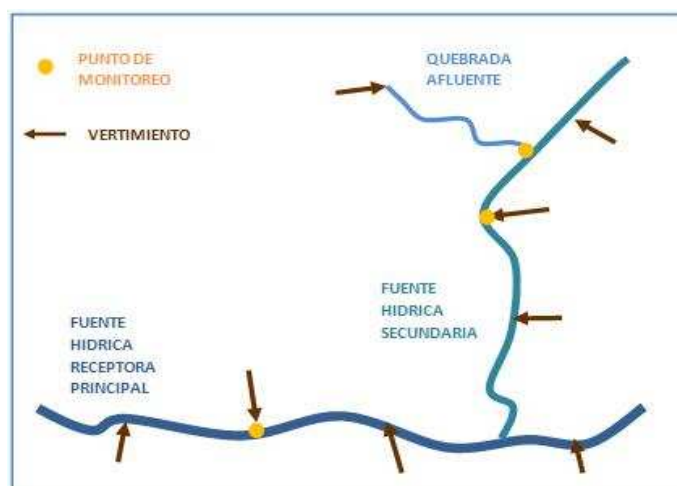 PUNTO DE
MONITOREO
VERTIMIENTO
QUEBRADA
AFLUENTE
FUENTE
HIDRICA
SECUNDARIA
FUENTE
HIDRICA
RECEPTORA
PRINCIPAL